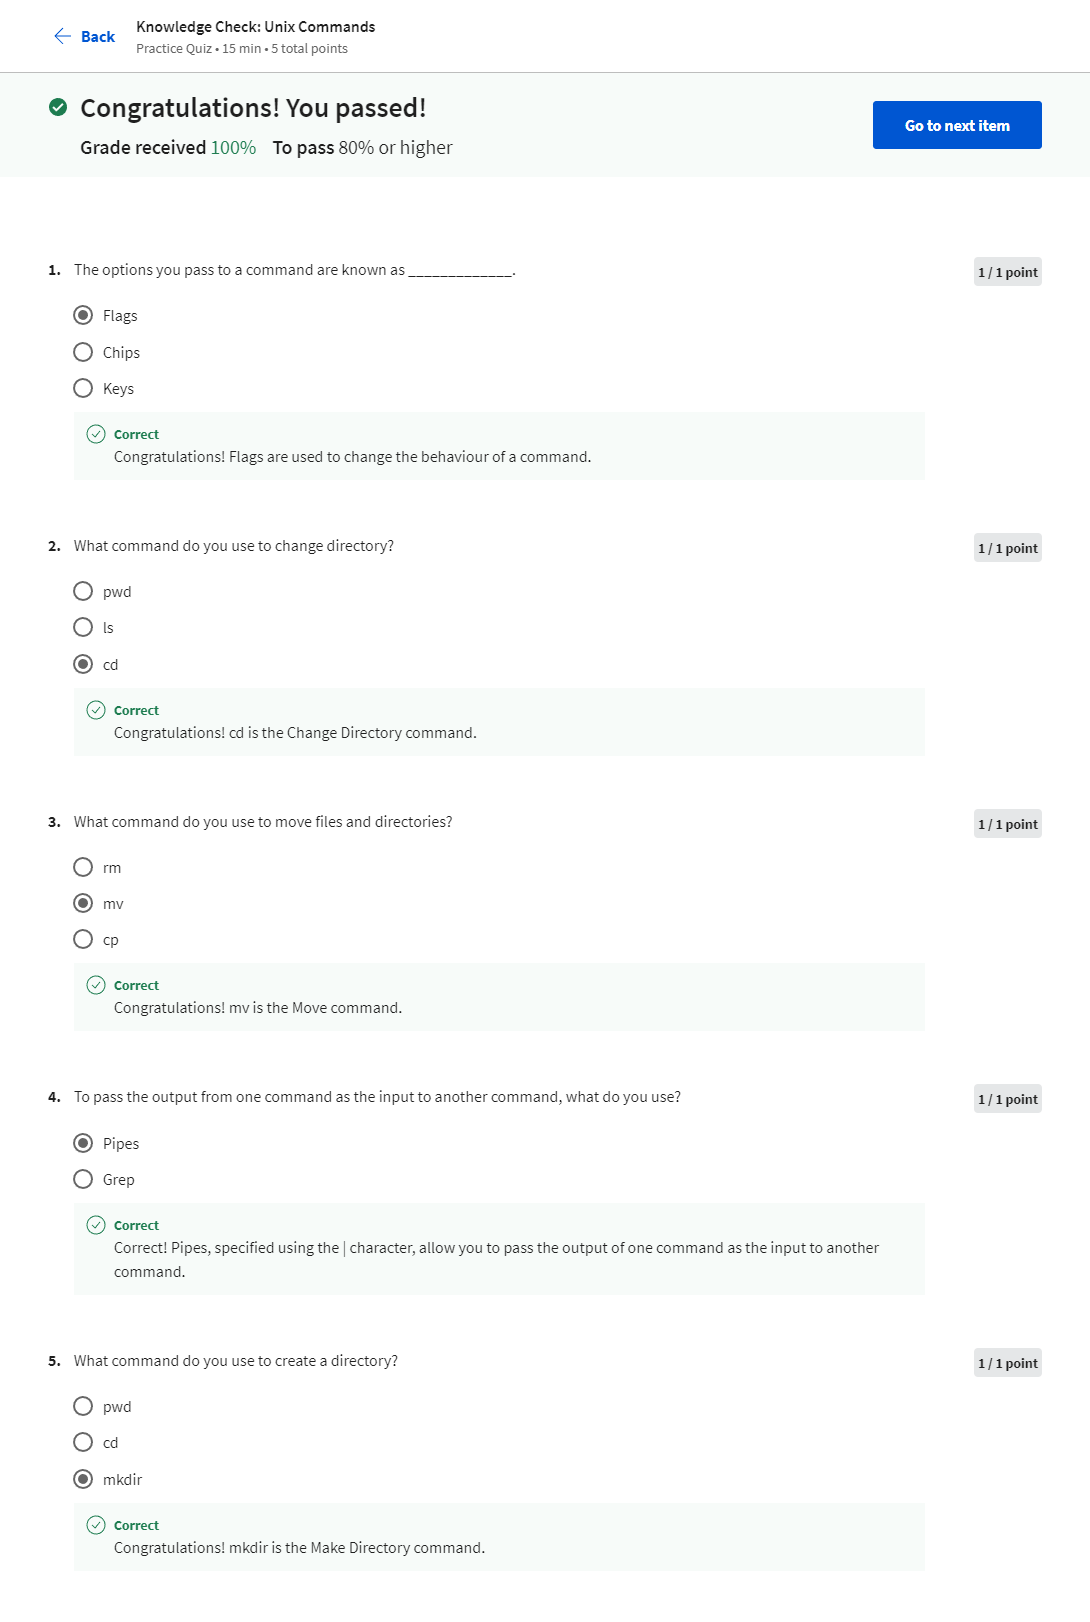 Back
Knowledge Check: Unix Commands
Practice Quiz • 15 min • 5 total points
Congratulations! You passed!
Grade received 100% To pass 80% or higher
Go to next item
1. The options you pass to a command are known as _____________.
1 / 1 point
Flags
Chips
Keys
Correct
Congratulations! Flags are used to change the behaviour of a command.
2. What command do you use to change directory?
1 / 1 point
pwd
ls
cd
Correct
Congratulations! cd is the Change Directory command.
3. What command do you use to move files and directories?
1 / 1 point
rm
mv
cp
Correct
Congratulations! mv is the Move command.
4. To pass the output from one command as the input to another command, what do you use?
1 / 1 point
Pipes
Grep
Correct
Correct! Pipes, specified using the | character, allow you to pass the output of one command as the input to another
command.
5. What command do you use to create a directory?
1 / 1 point
pwd
cd
mkdir
Correct
Congratulations! mkdir is the Make Directory command.